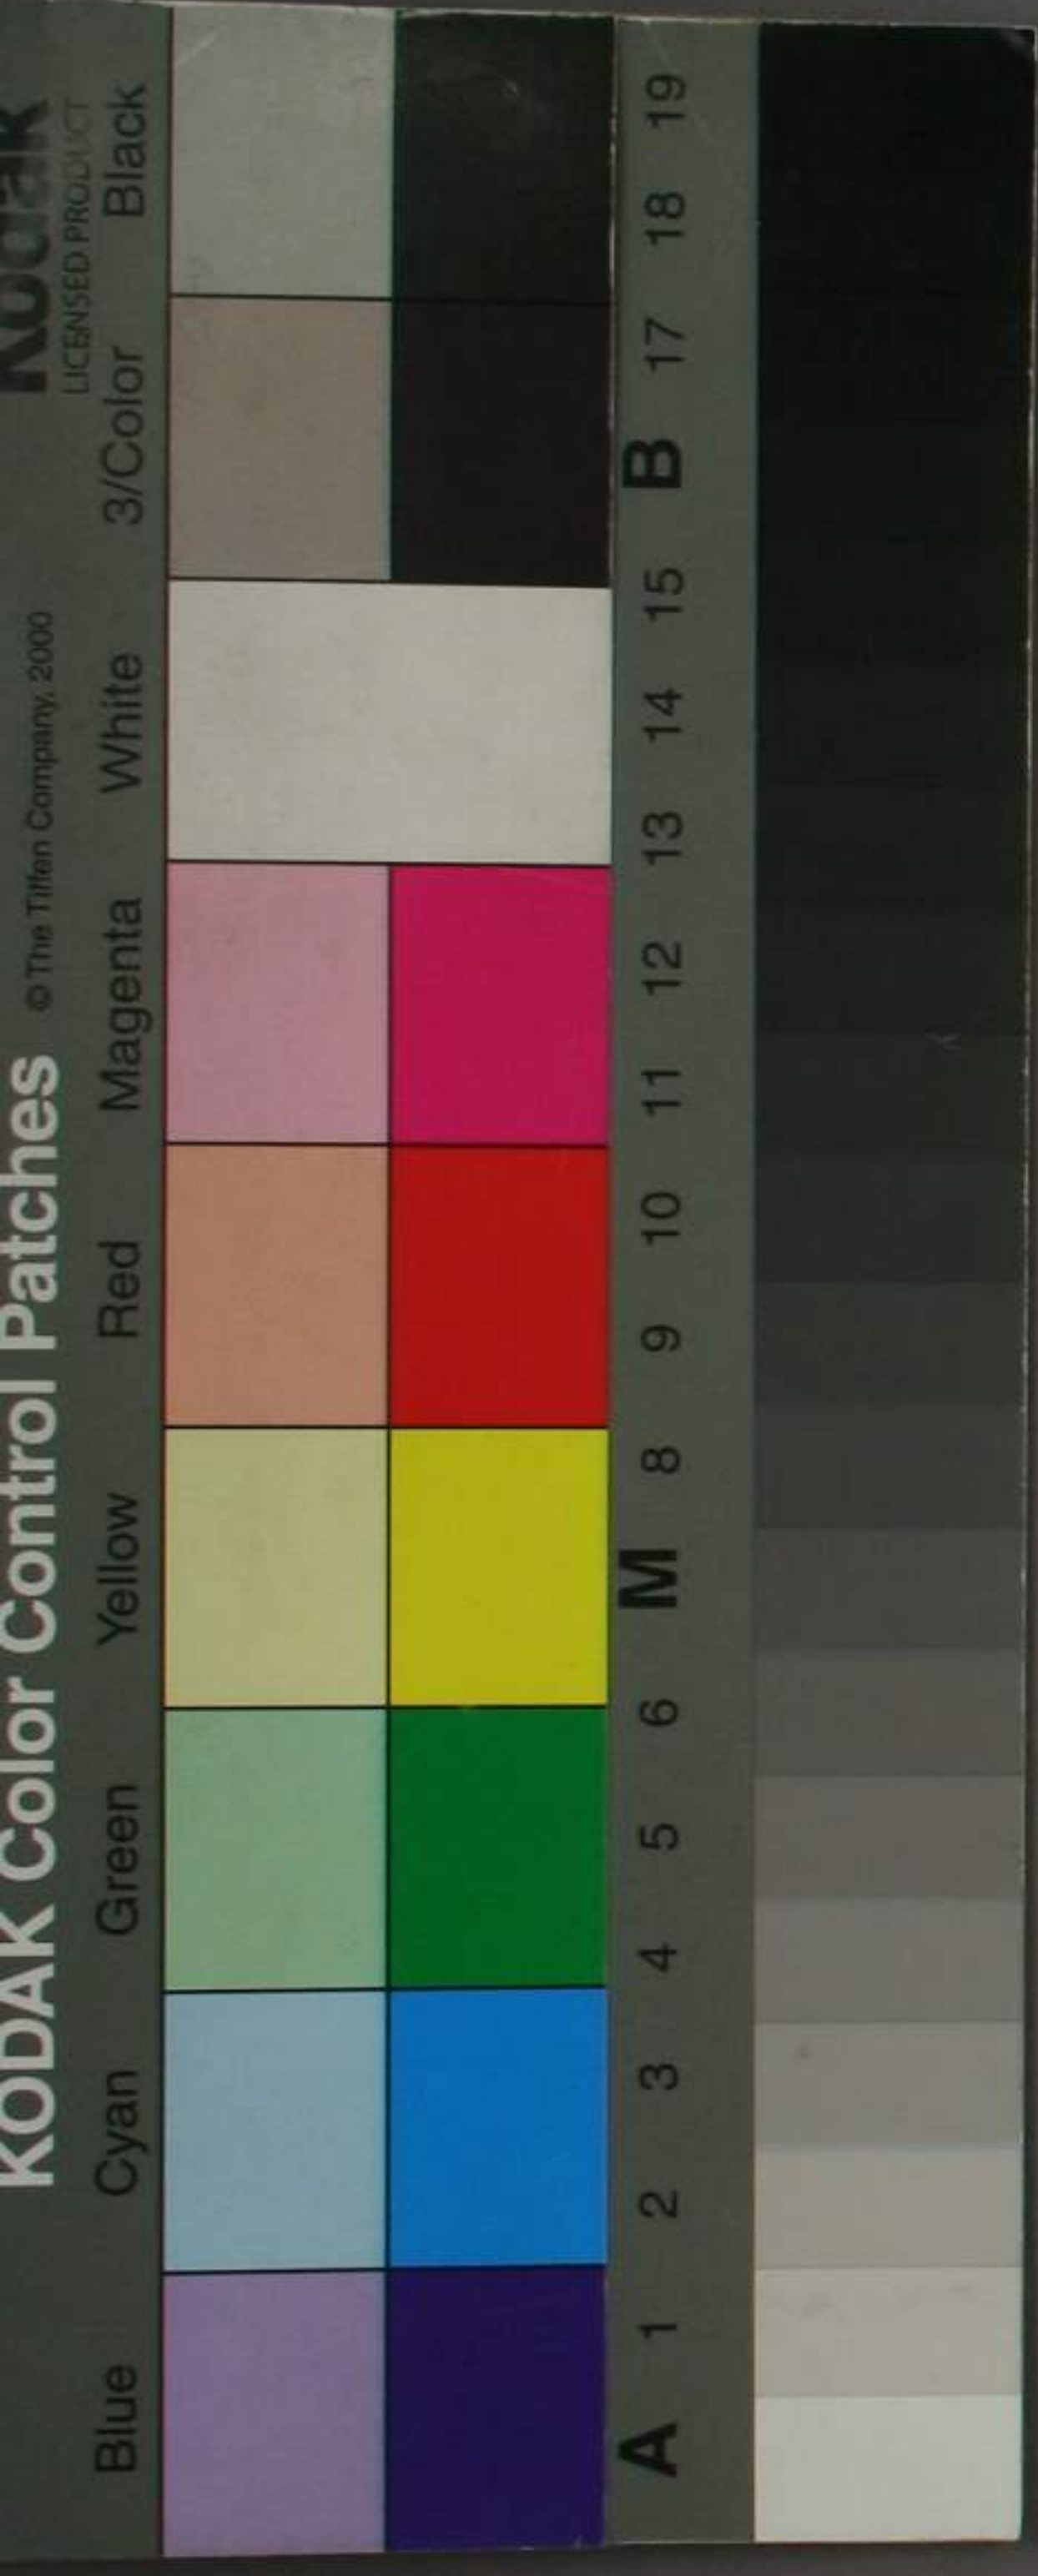 KODAK Color Control Patches © The Tiffen Company, 2000 Kodak
LICENSED PRODUCT
Blue Cyan Green Yellow Red Magenta White 3/Color Black
A 1 2 3 4 5 6 M 8 9 10 11 12 13 14 15 B 17 18 19